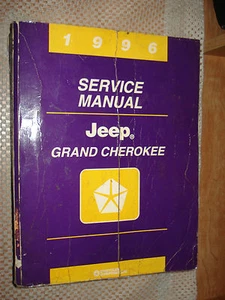 1996
SERVICE
MANUAL
Jeep®
GRAND CHEROKEE